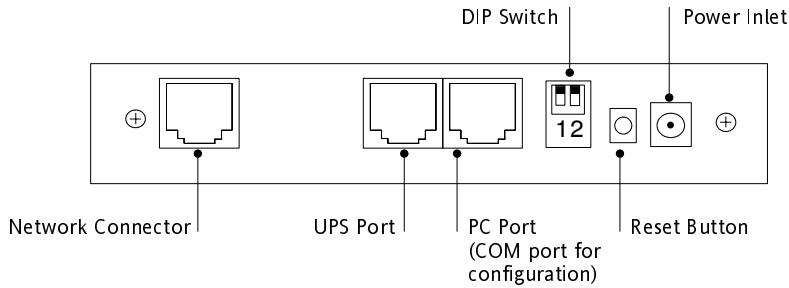 DIP Switch
Power Inlet
12
Network Connector
UPS Port
PC Port
(COM port for
configuration)
Reset Button